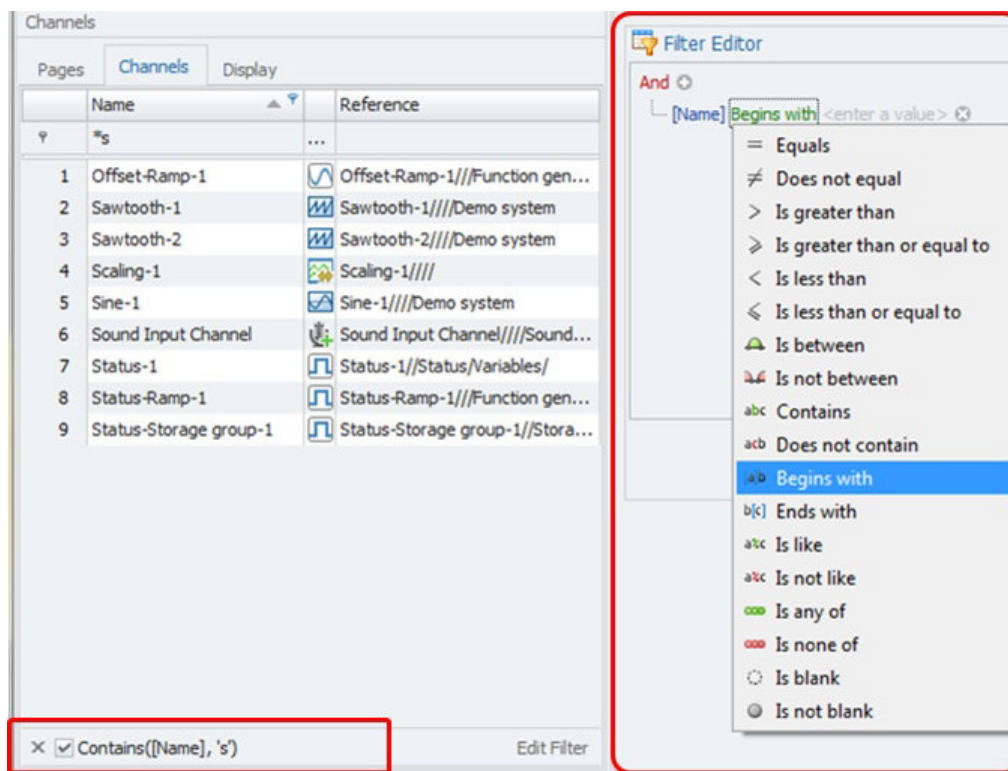 Channels
Pages Channels Display
Name Reference
*s ...
1 Offset-Ramp-1 Offset-Ramp-1///Function gen...
2 Sawtooth-1 Sawtooth-1////Demo system
3 Sawtooth-2 Sawtooth-2////Demo system
4 Scaling-1 Scaling-1////
5 Sine-1 Sine-1////Demo system
6 Sound Input Channel Sound Input Channel////Sound...
7 Status-1 Status-1//Status/Variables/
8 Status-Ramp-1 Status-Ramp-1///Function gen...
9 Status-Storage group-1 Status-Storage group-1//Stora...
Contains([Name], 's') Edit Filter
Filter Editor
And
[Name] Begins with <enter a value>
= Equals
≠ Does not equal
> Is greater than
⩾ Is greater than or equal to
< Is less than
⩽ Is less than or equal to
Is between
Is not between
abc Contains
acb Does not contain
[a]b Begins with
b[c] Ends with
a%c Is like
a%c Is not like
Is any of
Is none of
Is blank
Is not blank